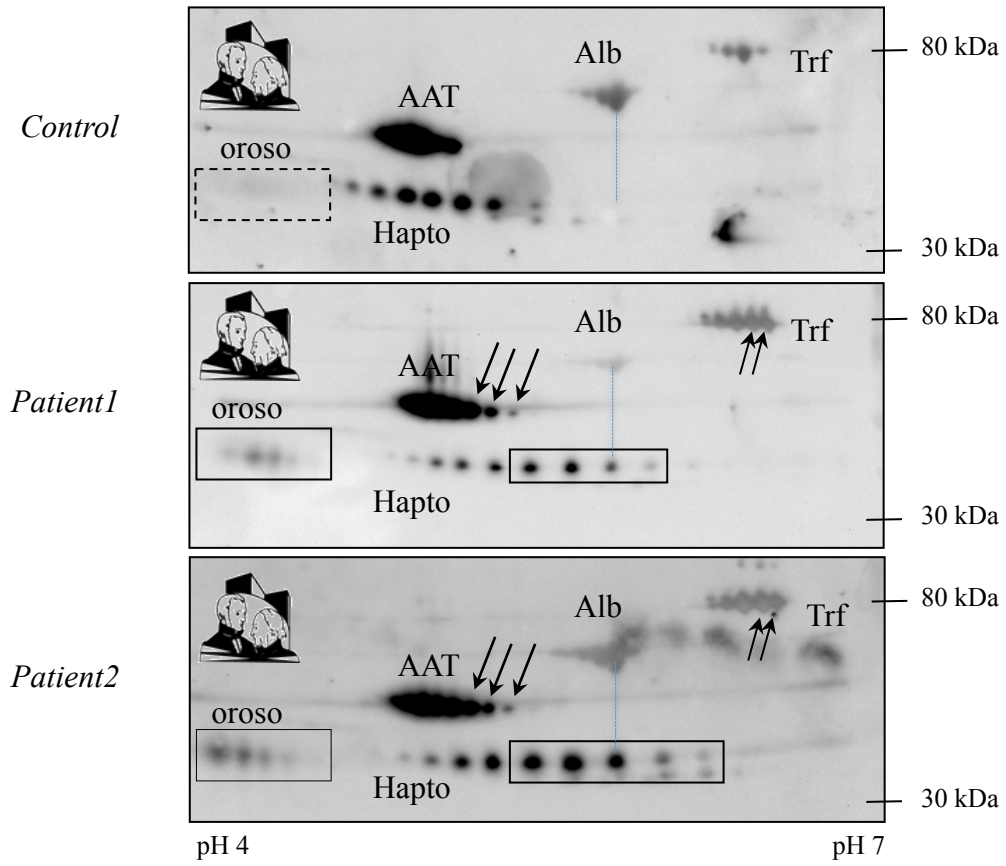 Control
Alb
Trf
80 kDa
AAT
oroso
Hapto
30 kDa
Patient1
Alb
Trf
80 kDa
AAT
oroso
Hapto
30 kDa
Patient2
Alb
Trf
80 kDa
AAT
oroso
Hapto
30 kDa
pH 4
pH 7